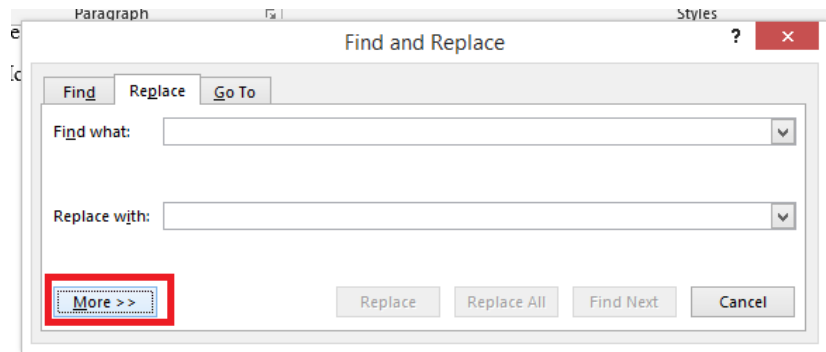 Paragraph Styles
e
Find and Replace ? ×
Find Replace Go To
Find what:
Replace with:
More >> Replace Replace All Find Next Cancel